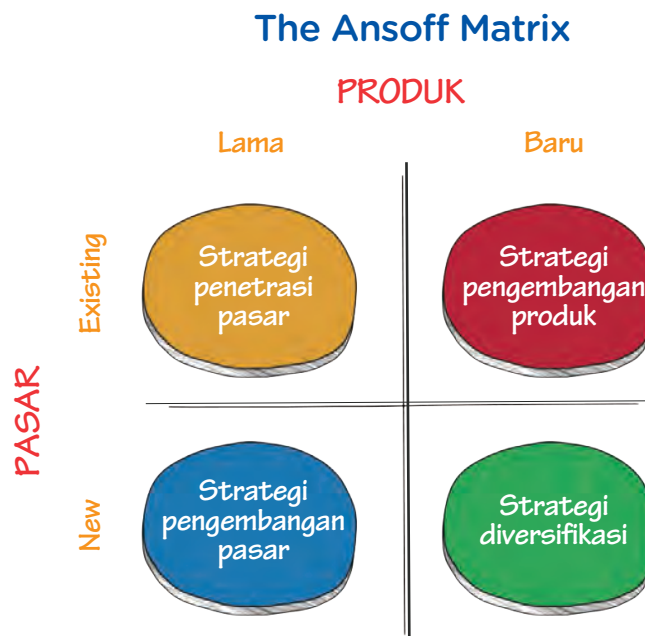 The Ansoff Matrix
PRODUK
Lama
Baru
PASAR
Existing
Strategi
penetrasi
pasar
Strategi
pengembangan
produk
New
Strategi
pengembangan
pasar
Strategi
diversifikasi